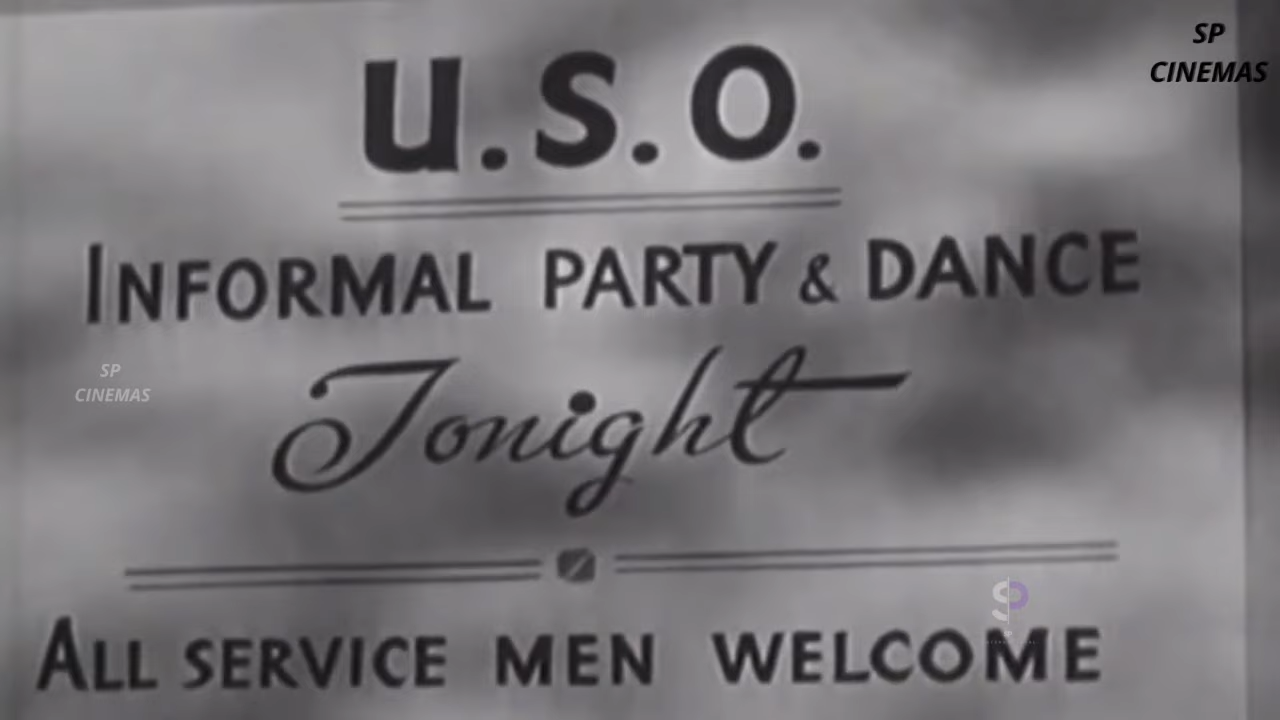 SP
CINEMAS
U.S.O.
INFORMAL PARTY & DANCE
Tonight
SP
CINEMAS
ALL SERVICE MEN WELCOME